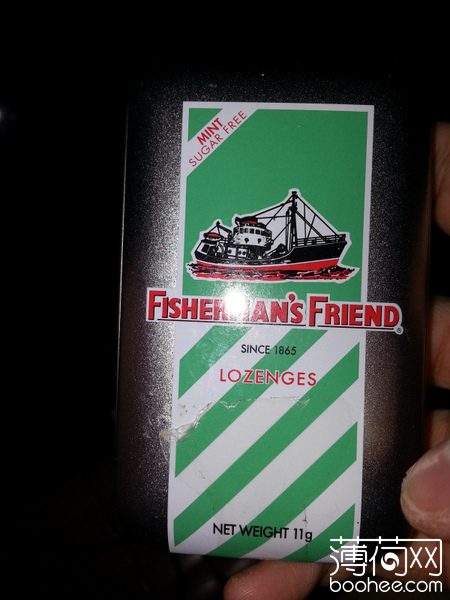 MINT
SUGAR FREE
FISHERMAN'S FRIEND®
SINCE 1865
LOZENGES
NET WEIGHT 11g
薄荷网
boohee.com